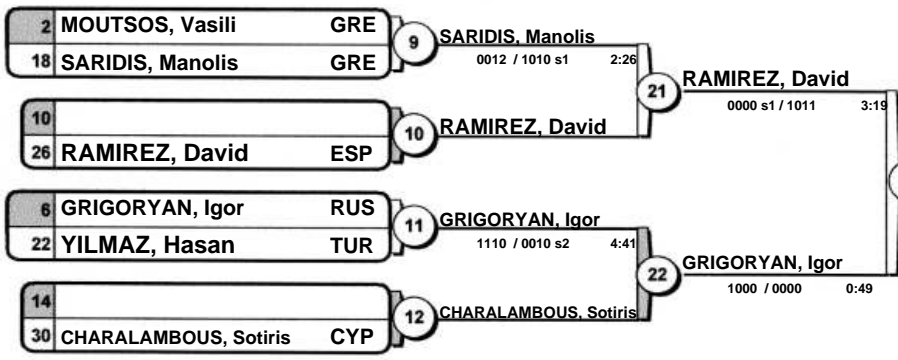 2 MOUTSOS, Vasili GRE
18 SARIDIS, Manolis GRE
9
SARIDIS, Manolis
0012 / 1010 s1 2:26
10
26 RAMIREZ, David ESP
10
RAMIREZ, David
21
RAMIREZ, David
0000 s1 / 1011 3:19
6 GRIGORYAN, Igor RUS
22 YILMAZ, Hasan TUR
11
GRIGORYAN, Igor
1110 / 0010 s2 4:41
14
30 CHARALAMBOUS, Sotiris CYP
12
CHARALAMBOUS, Sotiris
22
GRIGORYAN, Igor
1000 / 0000 0:49